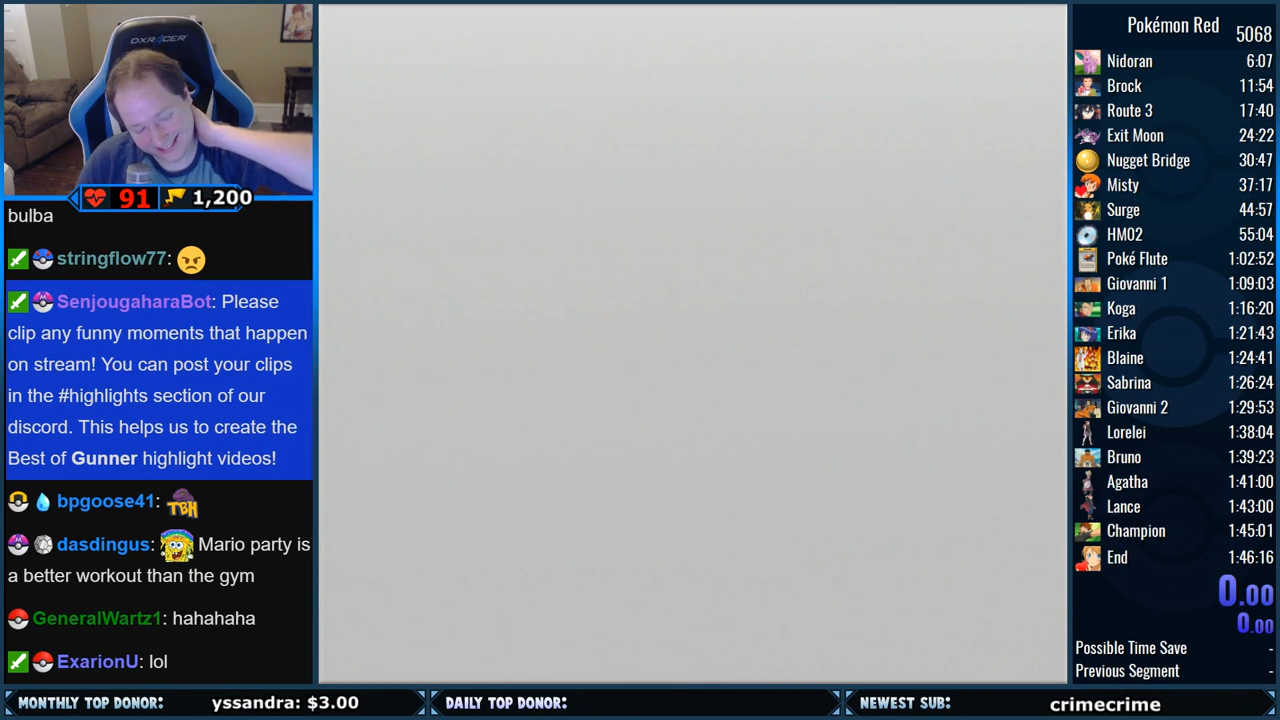 DXRACER
91
1,200
bulba
stringflow77:
SenjougaharaBot: Please
clip any funny moments that happen
on stream! You can post your clips
in the #highlights section of our
discord. This helps us to create the
Best of Gunner highlight videos!
bpgoose41: TBH
dasdingus: Mario party is
a better workout than the gym
GeneralWartz1: hahahaha
ExarionU: lol
Pokémon Red 5068
Nidoran 6:07
Brock 11:54
Route 3 17:40
Exit Moon 24:22
Nugget Bridge 30:47
Misty 37:17
Surge 44:57
HM02 55:04
Poké Flute 1:02:52
Giovanni 1 1:09:03
Koga 1:16:20
Erika 1:21:43
Blaine 1:24:41
Sabrina 1:26:24
Giovanni 2 1:29:53
Lorelei 1:38:04
Bruno 1:39:23
Agatha 1:41:00
Lance 1:43:00
Champion 1:45:01
End 1:46:16
0.00
0.00
Possible Time Save -
Previous Segment -
MONTHLY TOP DONOR: yssandra: $3.00
DAILY TOP DONOR:
NEWEST SUB: crimecrime